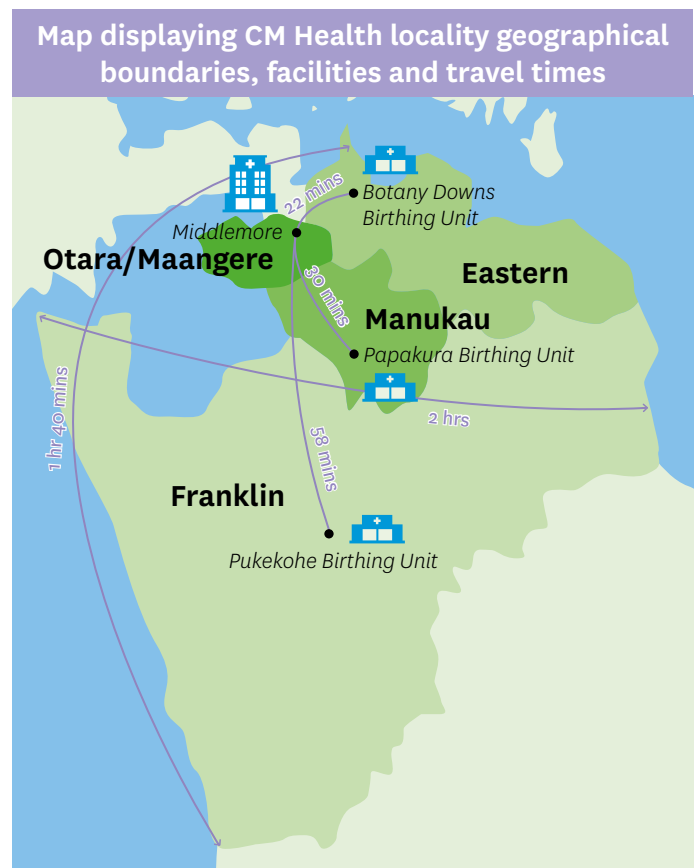 Map displaying CM Health locality geographical
boundaries, facilities and travel times
22 mins
Botany Downs
Birthing Unit
Middlemore
Otara/Maangere
Eastern
30 mins
Manukau
Papakura Birthing Unit
1 hr 40 mins
2 hrs
58 mins
Franklin
Pukekohe Birthing Unit